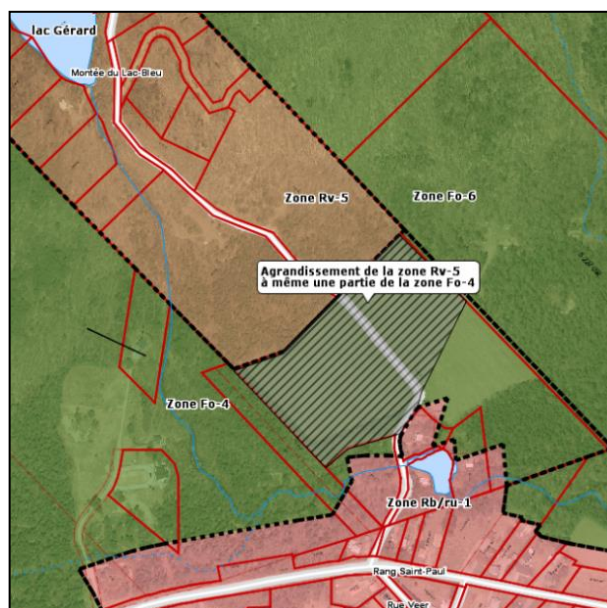 lac Gérard
Montée du Lac-Bleu
Zone Rv-5
Zone Fo-6
Agrandissement de la zone Rv-5
à même une partie de la zone Fo-4
Zone Fo-4
Zone Rb/ru-1
Rang Saint-Paul
Rue Veer